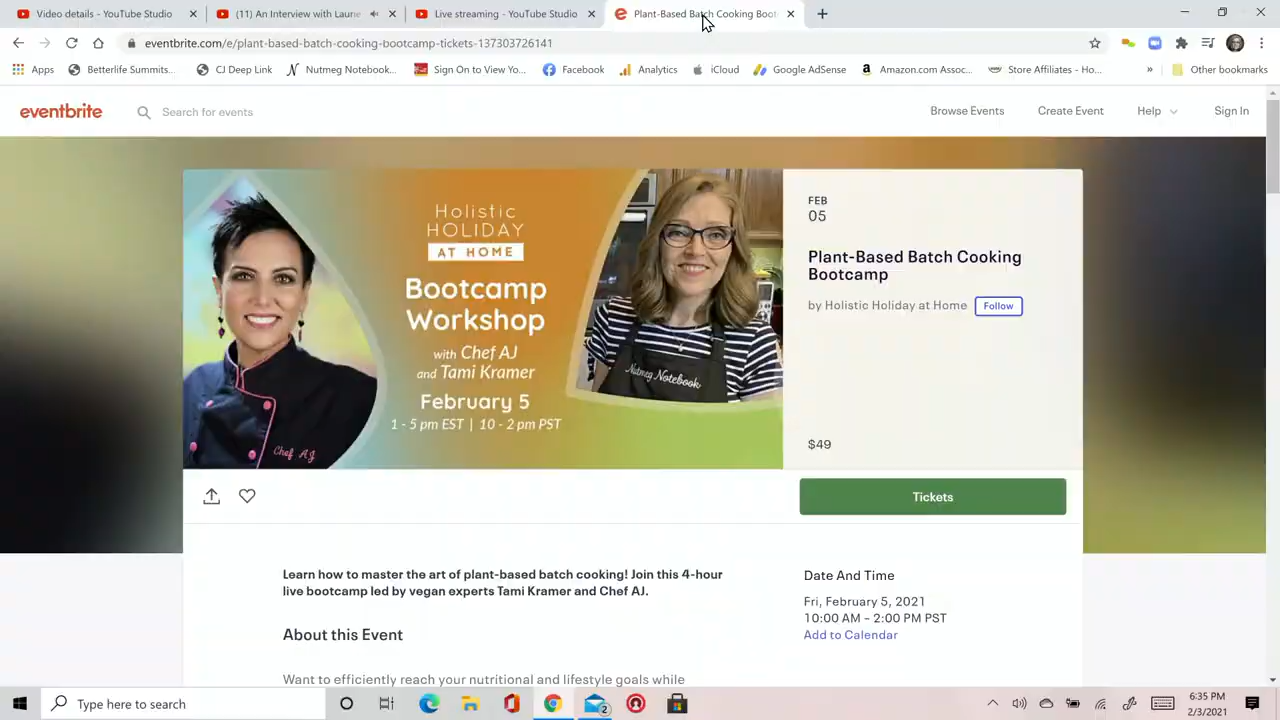 Video details - YouTube Studio
(11) An Interview with Laune
Live streaming - YouTube Studio
Plant-Based Batch Cooking Boot
eventbrite.com/e/plant-based-batch-cooking-bootcamp-tickets-137303726141
Apps
Betterlife Summits...
CJ Deep Link
Nutmeg Notebook...
Sign On to View Yo...
Facebook
Analytics
iCloud
Google AdSense
Amazon.com Assoc...
Store Affiliates - Ho...
»
Other bookmarks
eventbrite
Search for events
Browse Events
Create Event
Help
Sign In
Holistic
HOLIDAY
AT HOME
Bootcamp
Workshop
with Chef AJ
and Tami Kramer
February 5
1 - 5 pm EST | 10 - 2 pm PST
Chef AJ
Nutmeg Notebook
FEB
05
Plant-Based Batch Cooking
Bootcamp
by Holistic Holiday at Home
Follow
$49
Tickets
Learn how to master the art of plant-based batch cooking! Join this 4-hour
live bootcamp led by vegan experts Tami Kramer and Chef AJ.
About this Event
Want to efficiently reach your nutritional and lifestyle goals while
Date And Time
Fri, February 5, 2021
10:00 AM – 2:00 PM PST
Add to Calendar
Type here to search
2
6:35 PM
2/3/2021